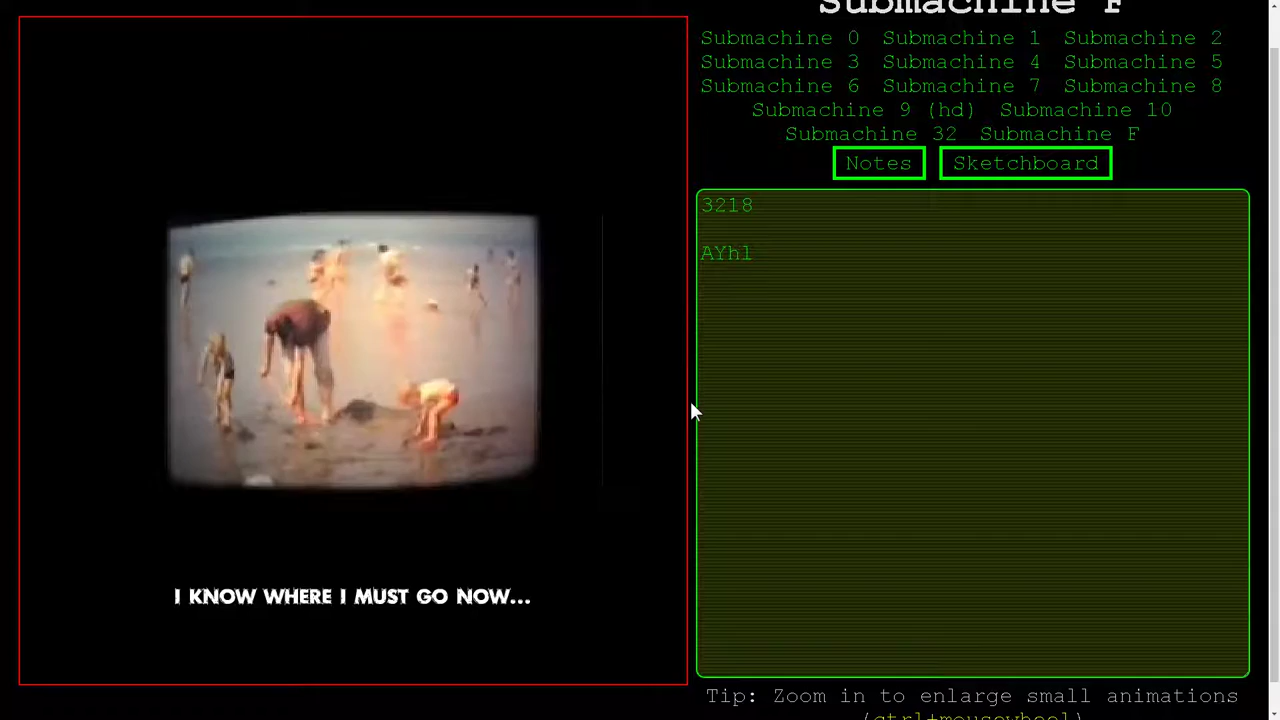 Submachine F
Submachine 0 Submachine 1 Submachine 2
Submachine 3 Submachine 4 Submachine 5
Submachine 6 Submachine 7 Submachine 8
Submachine 9 (hd) Submachine 10
Submachine 32 Submachine F
Notes Sketchboard
3218
AYhl
I KNOW WHERE I MUST GO NOW...
Tip: Zoom in to enlarge small animations
(ctrl+mousewheel)